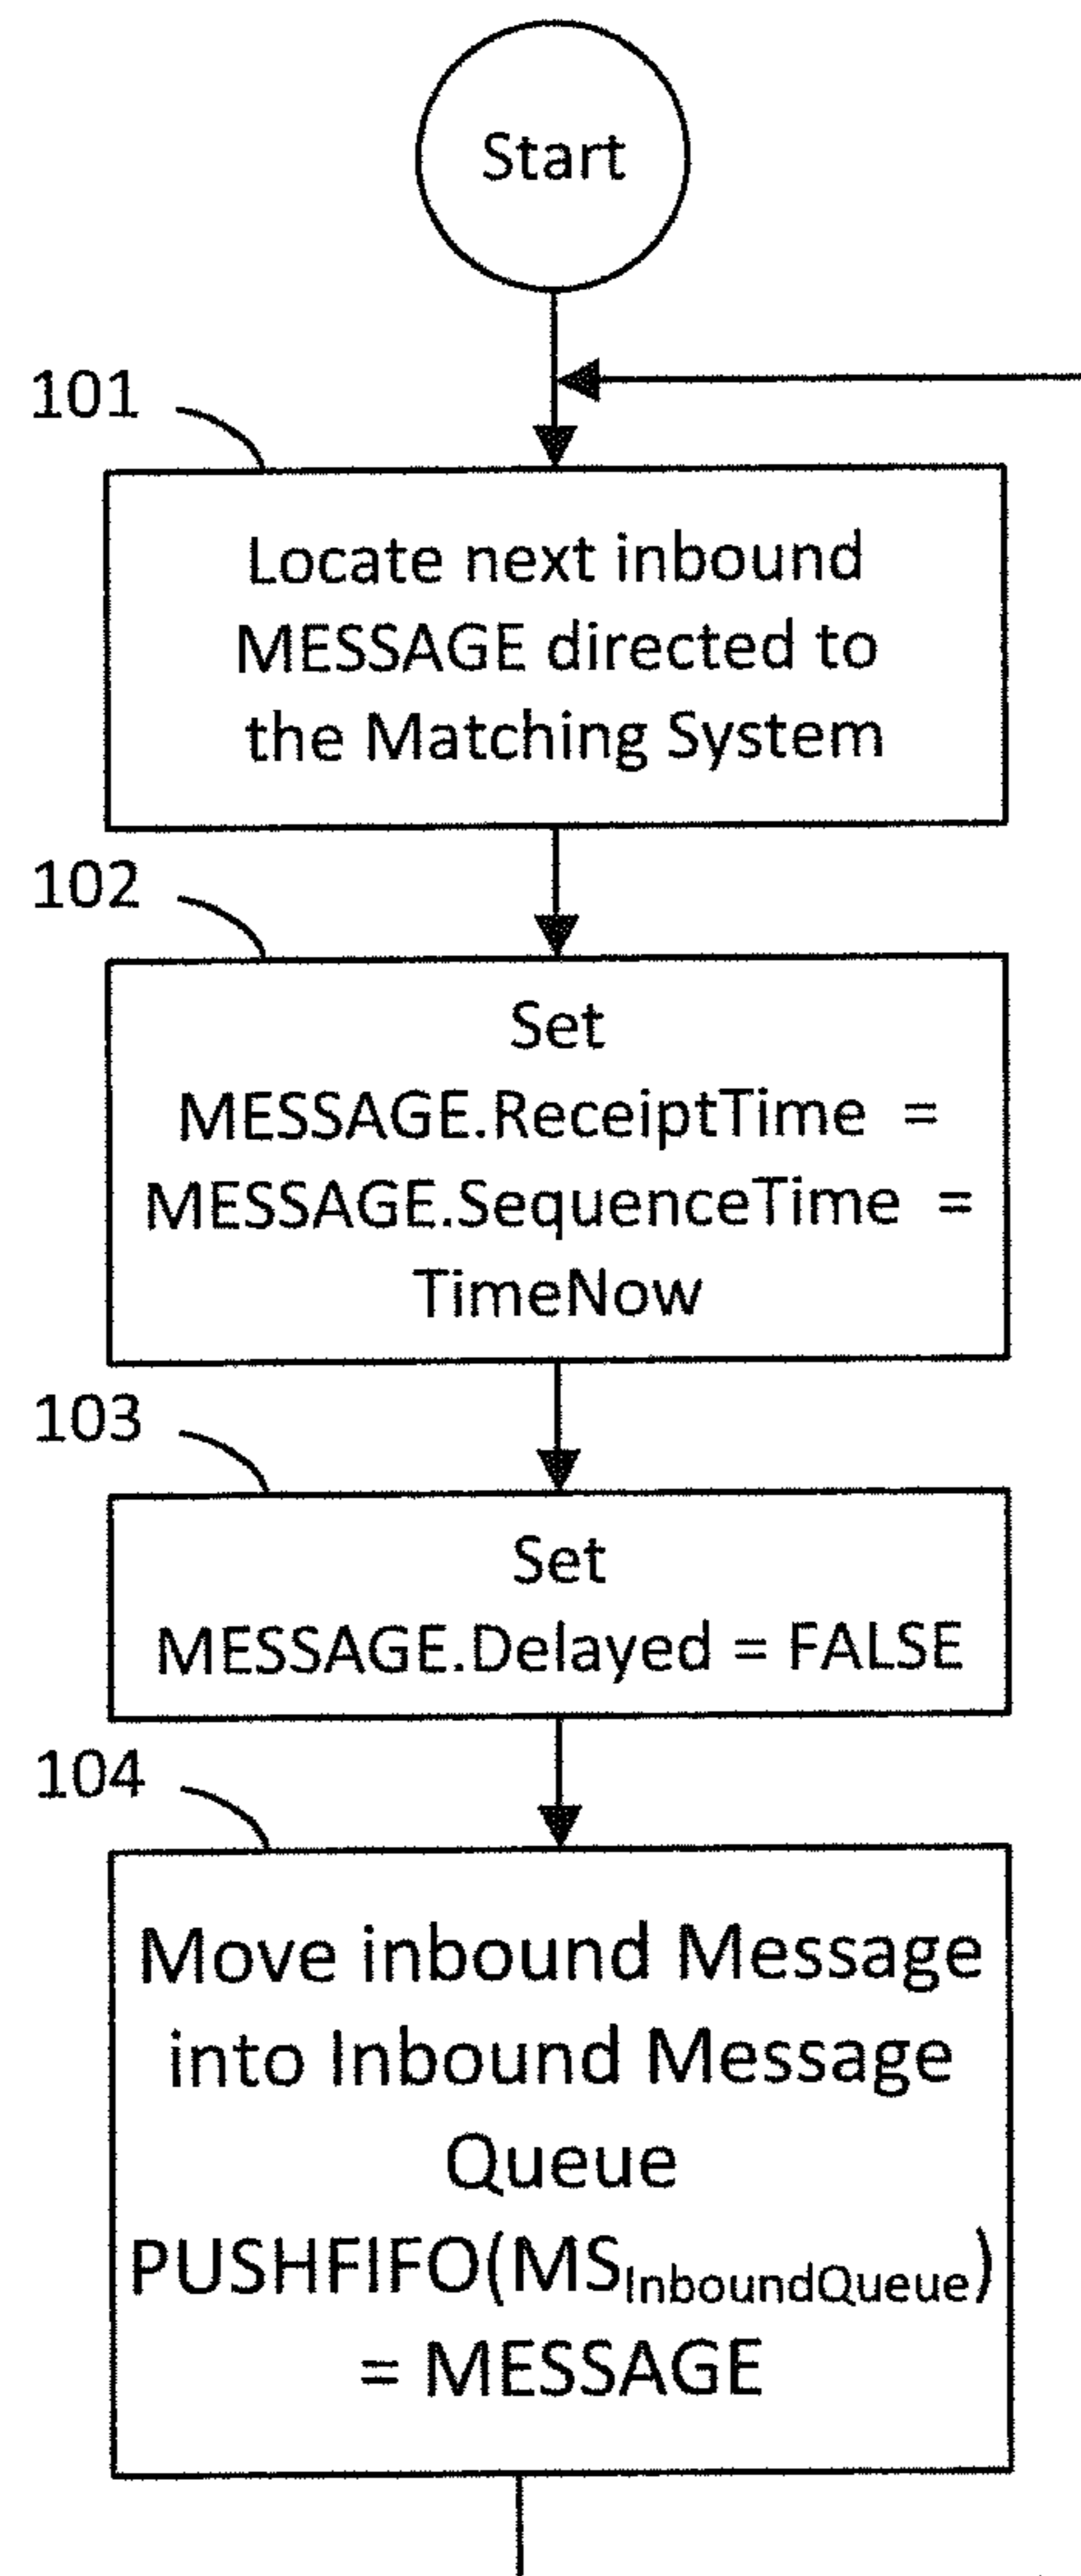 Start
101
Locate next inbound
MESSAGE directed to
the Matching System
102
Set
MESSAGE.ReceiptTime =
MESSAGE.SequenceTime =
TimeNow
103
Set
MESSAGE.Delayed = FALSE
104
Move inbound Message
into Inbound Message
Queue
PUSHFIFO(MSInboundQueue)
= MESSAGE